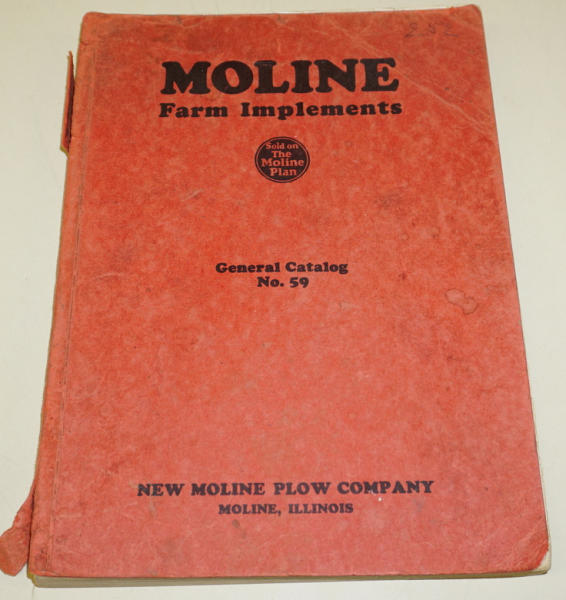 MOLINE
Farm Implements
Sold on
The
Moline
Plan
General Catalog
No. 59
NEW MOLINE PLOW COMPANY
MOLINE, ILLINOIS